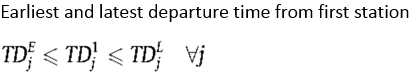 Earliest and latest departure time from first station
TD_j^E ⩽ TD_j^1 ⩽ TD_j^L ∀j